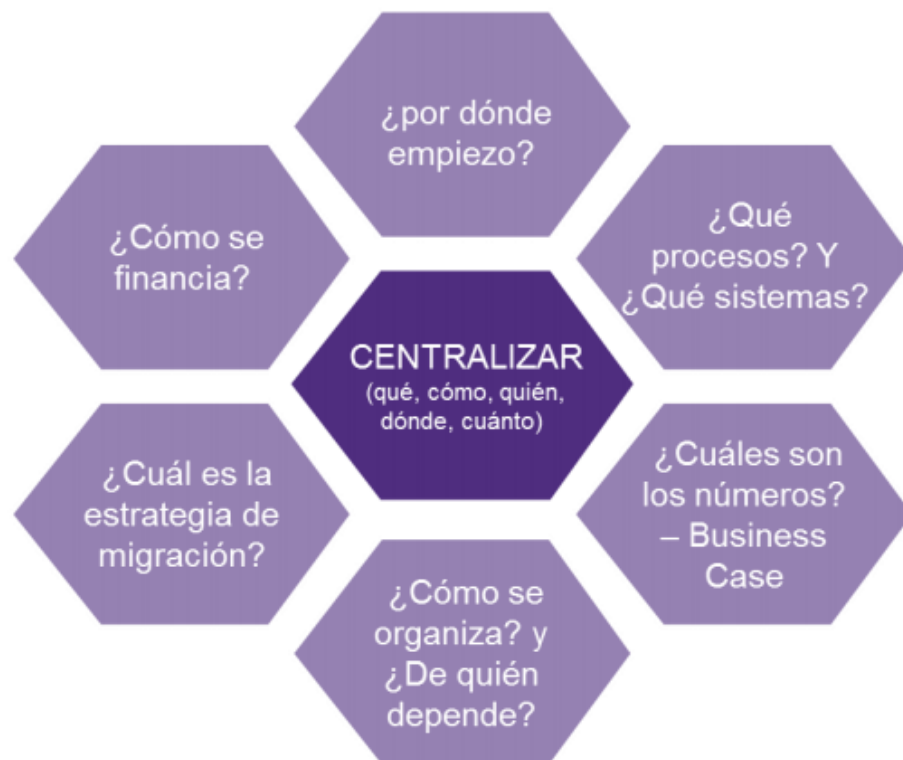 ¿por dónde
empiezo?
¿Qué
procesos? Y
¿Qué sistemas?
¿Cuáles son
los números?
– Business
Case
¿Cómo se
organiza? y
¿De quién
depende?
¿Cuál es la
estrategia de
migración?
¿Cómo se
financia?
CENTRALIZAR
(qué, cómo, quién,
dónde, cuánto)